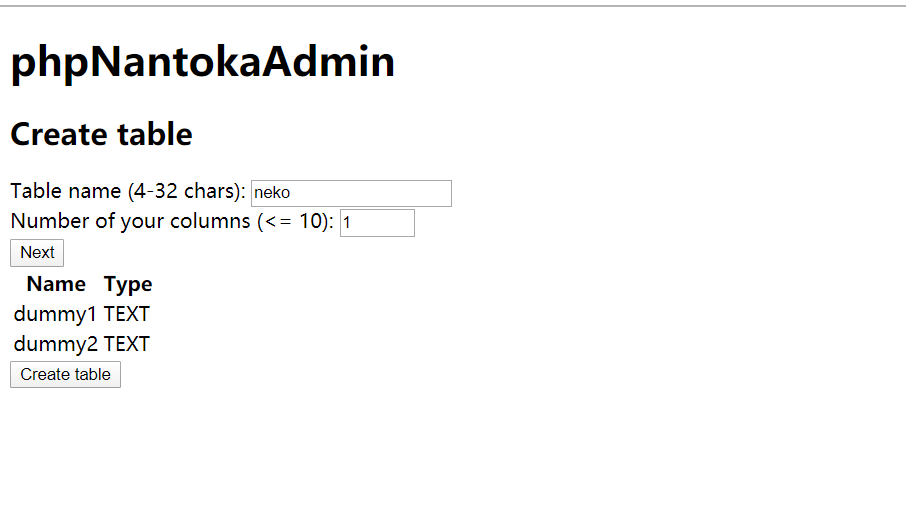 phpNantokaAdmin
Create table
Table name (4-32 chars): neko
Number of your columns (<= 10): 1
Next
Name Type
dummy1 TEXT
dummy2 TEXT
Create table